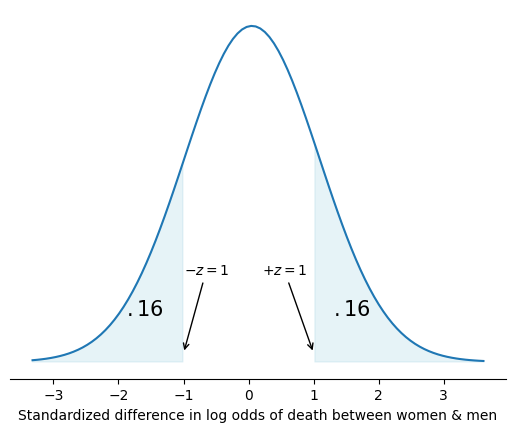 −z = 1
+z = 1
.16
.16
−3 −2 −1 0 1 2 3
Standardized difference in log odds of death between women & men